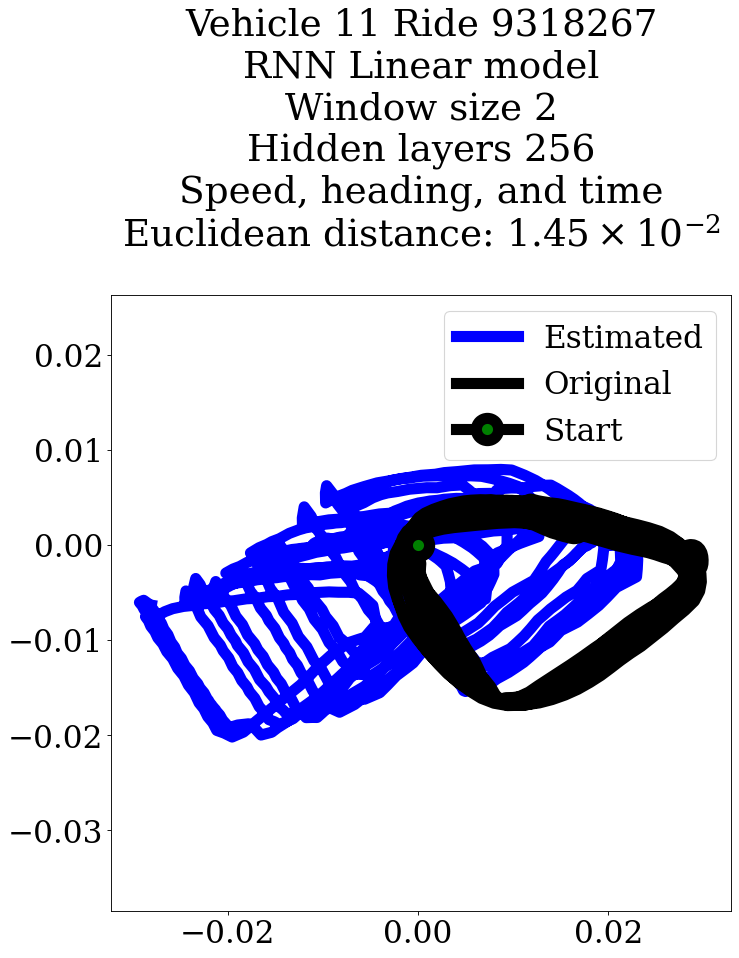 Vehicle 11 Ride 9318267
RNN Linear model
Window size 2
Hidden layers 256
Speed, heading, and time
Euclidean distance: 1.45 × 10⁻²
Estimated
Original
Start
0.02
0.01
0.00
−0.01
−0.02
−0.03
−0.02
0.00
0.02